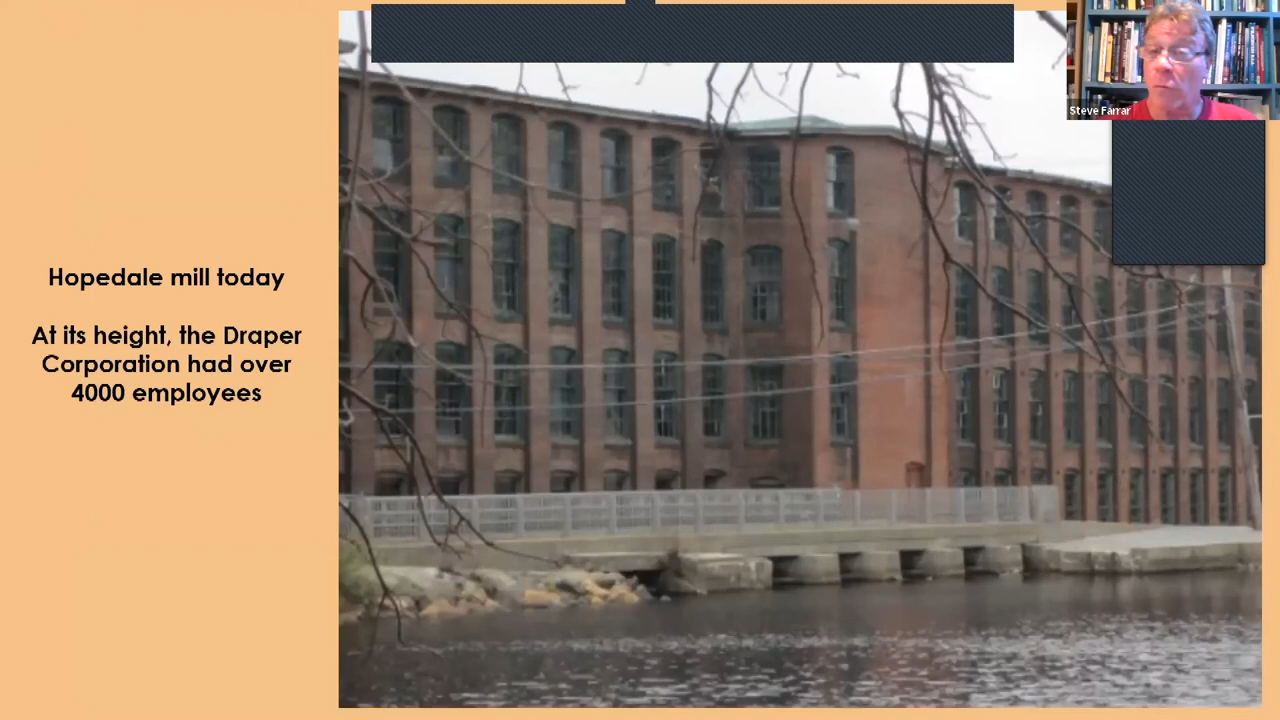 Steve Farrar
Hopedale mill today
At its height, the Draper
Corporation had over
4000 employees